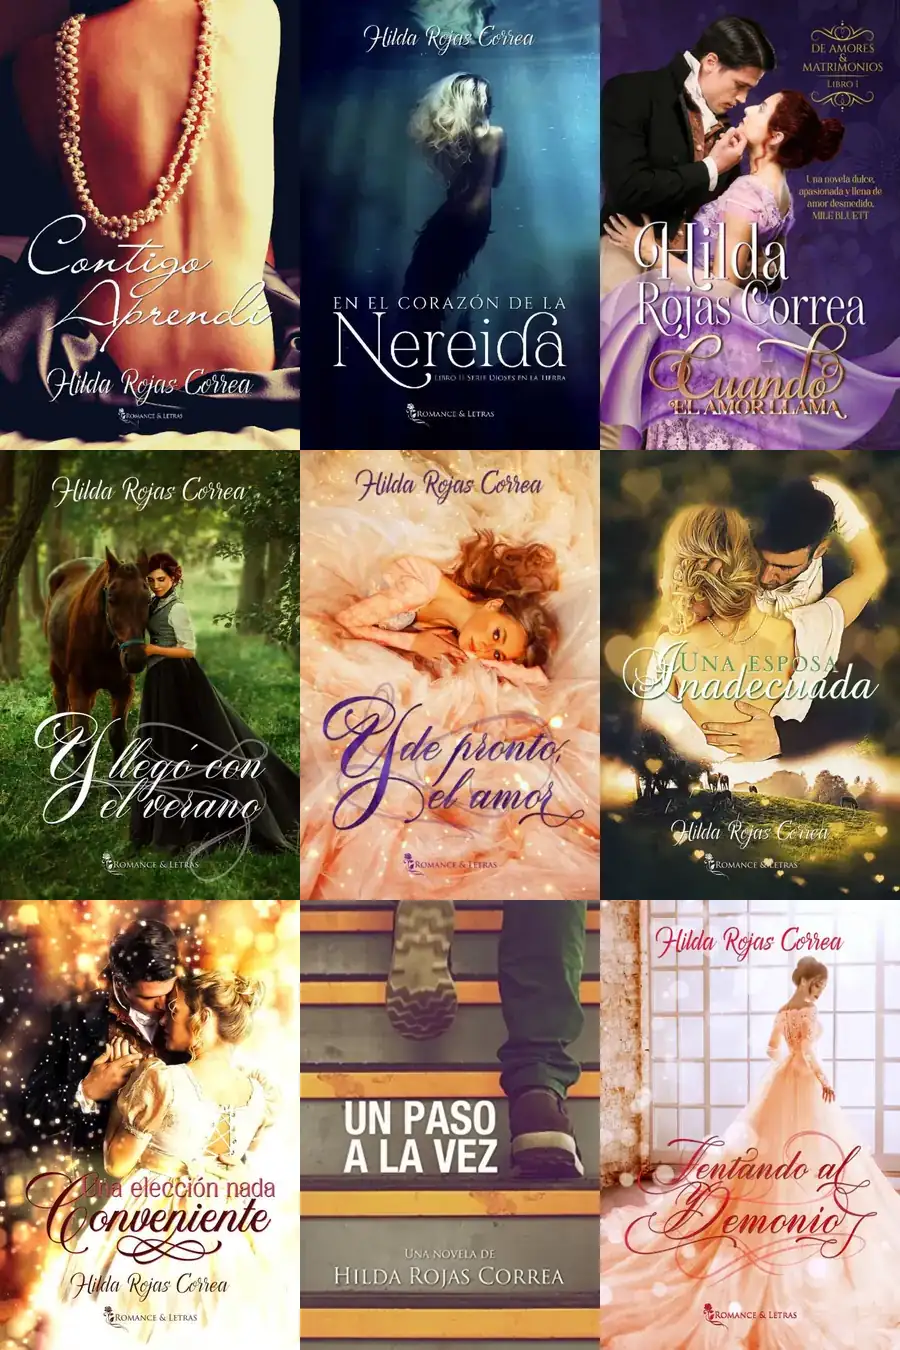 Contigo
Aprendí
Hilda Rojas Correa
Romance & Letras
Hilda Rojas Correa
EN EL CORAZÓN DE LA
Nereida
Libro II Serie Dioses en la Tierra
Romance & Letras
DE AMORES
&
MATRIMONIOS
Libro I
Una novela dulce,
apasionada y llena de
amor desmedido.
MILE BLUETT
Hilda
Rojas Correa
Cuando
EL AMOR LLAMA
Hilda Rojas Correa
Y llegó con
el verano
Romance & Letras
Hilda Rojas Correa
Y de pronto,
el amor
Romance & Letras
Una esposa
Inadecuada
Hilda Rojas Correa
Romance & Letras
Una elección nada
Conveniente
Hilda Rojas Correa
Romance & Letras
UN PASO
A LA VEZ
Una novela de
Hilda Rojas Correa
Hilda Rojas Correa
Tentando al
Demonio
Romance & Letras